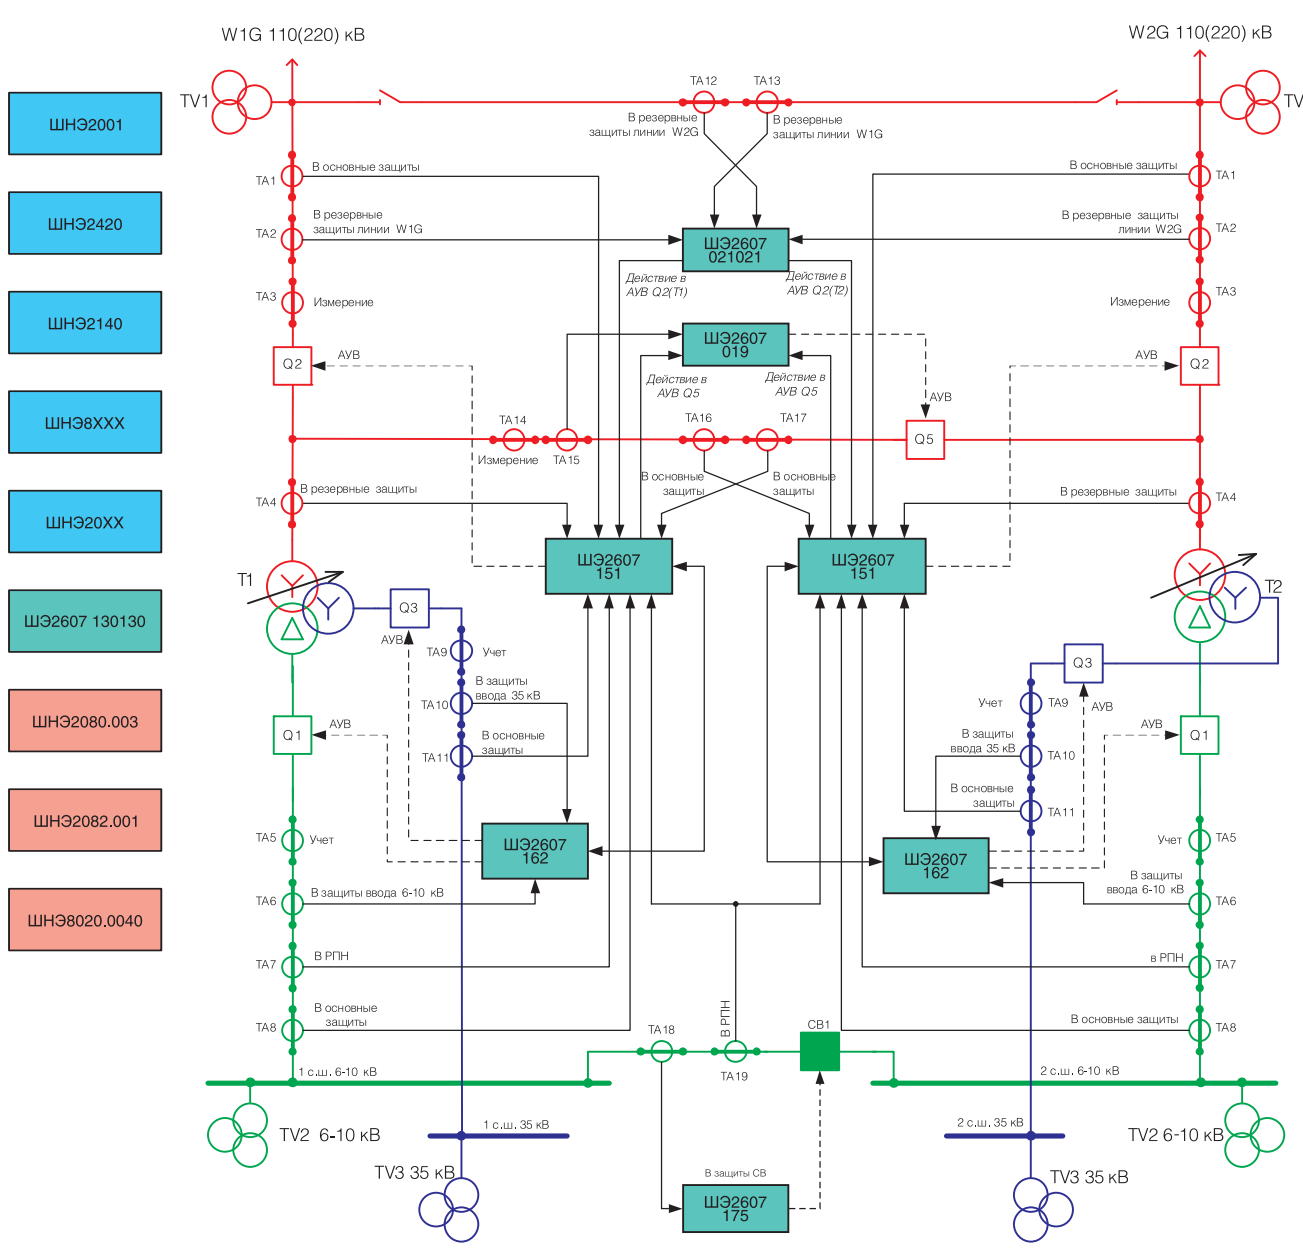 W1G 110(220) кВ
W2G 110(220) кВ
TV1
TV
TA12
TA13
В резервные
защиты линии W2G
В резервные
защиты линии W1G
ШНЭ2001
ШНЭ2420
ШНЭ2140
ШНЭ8XXX
ШНЭ20XX
ШЭ2607 130130
ШНЭ2080.003
ШНЭ2082.001
ШНЭ8020.0040
TA1
В основные защиты
В основные защиты
TA1
TA2
В резервные
защиты линии W1G
ШЭ2607
021021
В резервные защиты
линии W2G
TA2
Действие в
АУВ Q2(T1)
Действие в
АУВ Q2(T2)
TA3
Измерение
Измерение
TA3
ШЭ2607
019
Q2
АУВ
АУВ
Q2
Действие в
АУВ Q5
Действие в
АУВ Q5
АУВ
TA14
Измерение
TA15
TA16
TA17
Q5
В основные
защиты
В основные
защиты
TA4
В резервные защиты
В резервные защиты
TA4
ШЭ2607
151
ШЭ2607
151
T1
T2
Q3
АУВ
TA9
Учет
В защиты
ввода 35 кВ
TA10
В основные
защиты
TA11
Q3
АУВ
Учет
TA9
В защиты
ввода 35 кВ
TA10
В основные
защиты
TA11
Q1
АУВ
АУВ
Q1
ШЭ2607
162
ШЭ2607
162
TA5
Учет
Учет
TA5
TA6
В защиты ввода 6-10 кВ
В защиты
ввода 6-10 кВ
TA6
TA7
В РПН
в РПН
TA7
TA8
В основные
защиты
В основные защиты
TA8
TA18
В РПН
TA19
СВ1
1 с.ш. 6-10 кВ
2 с.ш. 6-10 кВ
TV2 6-10 кВ
1 с.ш. 35 кВ
2 с.ш. 35 кВ
TV2 6-10 кВ
TV3 35 кВ
TV3 35 кВ
В защиты СВ
ШЭ2607
175